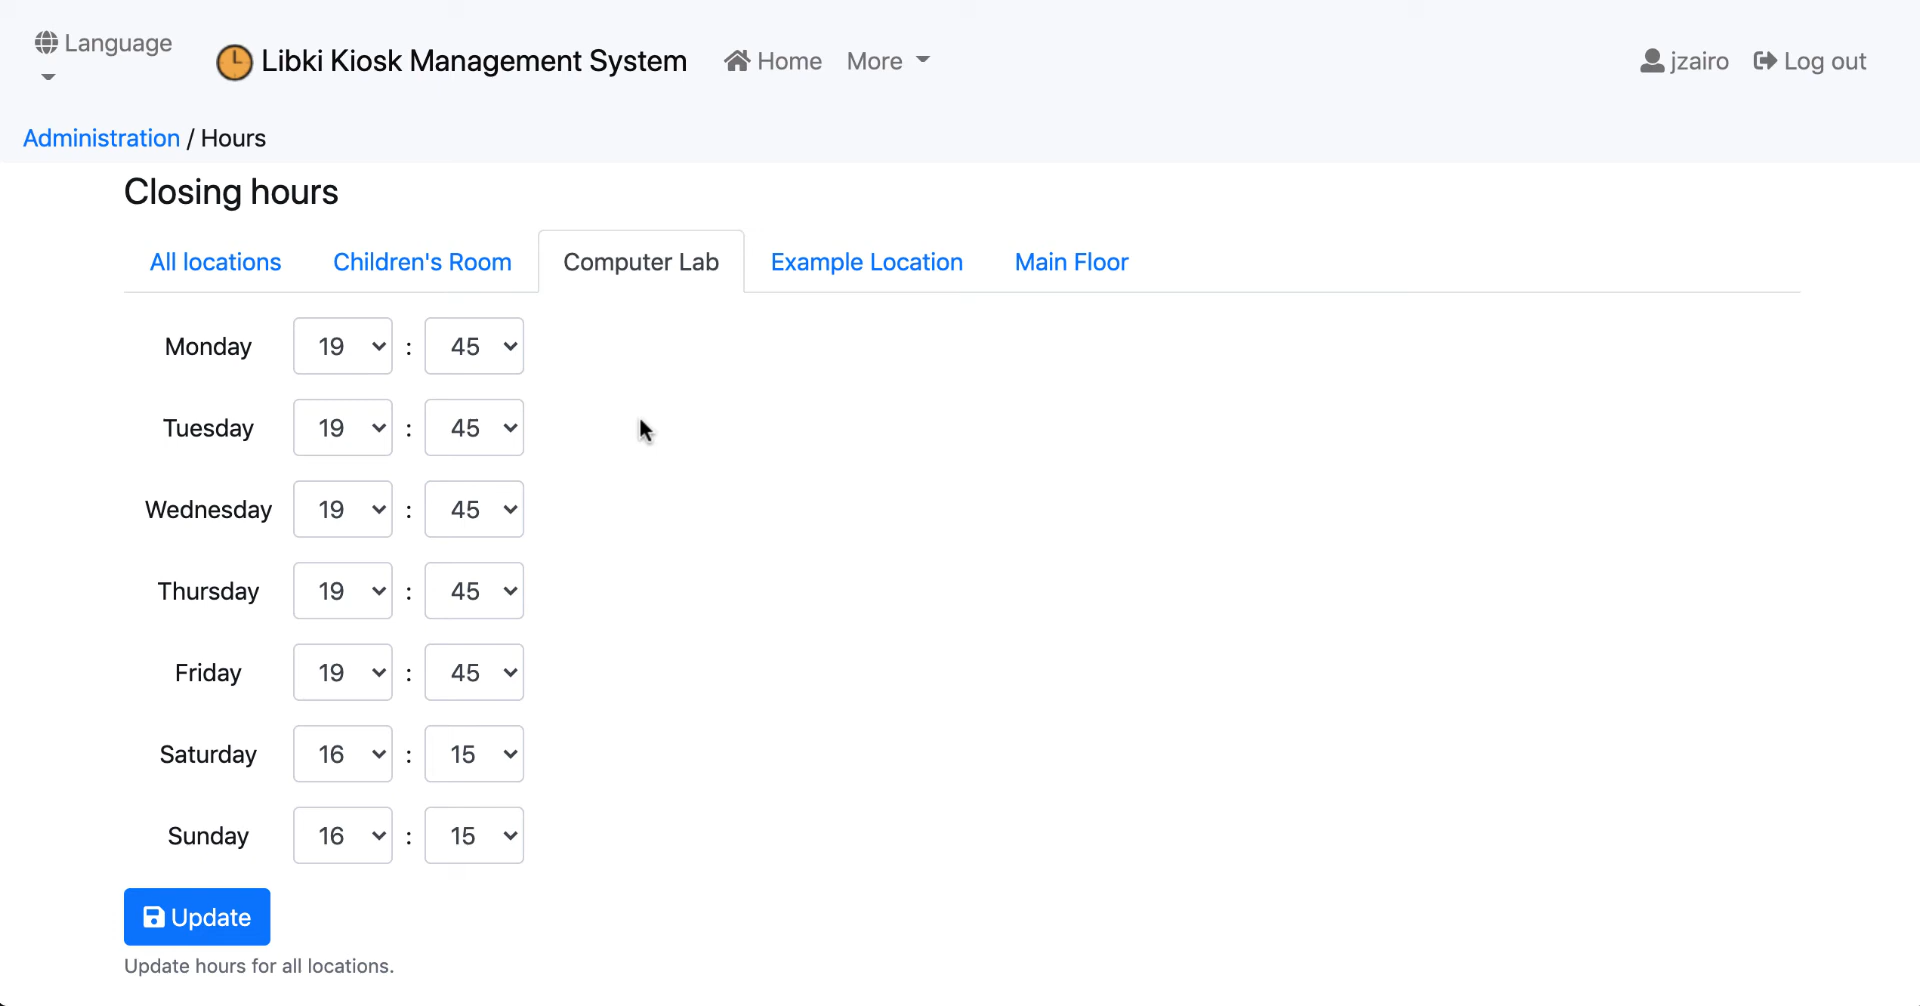 Language
Libki Kiosk Management System Home More jzairo Log out
Administration / Hours
Closing hours
All locations Children's Room Computer Lab Example Location Main Floor
Monday 19 : 45
Tuesday 19 : 45
Wednesday 19 : 45
Thursday 19 : 45
Friday 19 : 45
Saturday 16 : 15
Sunday 16 : 15
Update
Update hours for all locations.